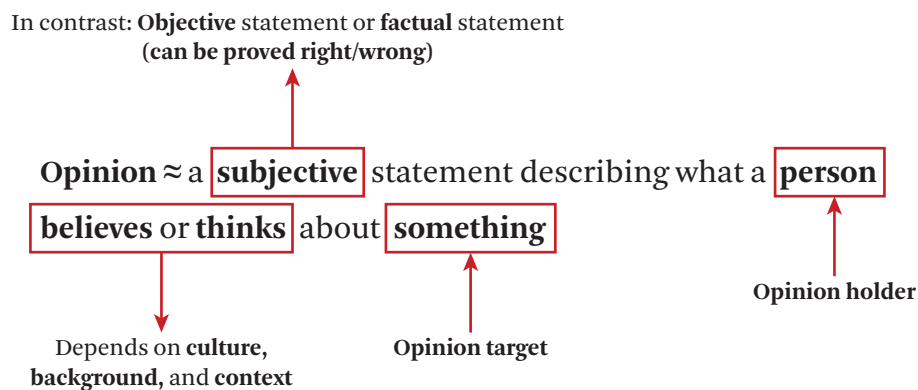 In contrast: Objective statement or factual statement
(can be proved right/wrong)
Opinion ≈ a subjective statement describing what a person
believes or thinks about something
Opinion holder
Depends on culture,
background, and context
Opinion target